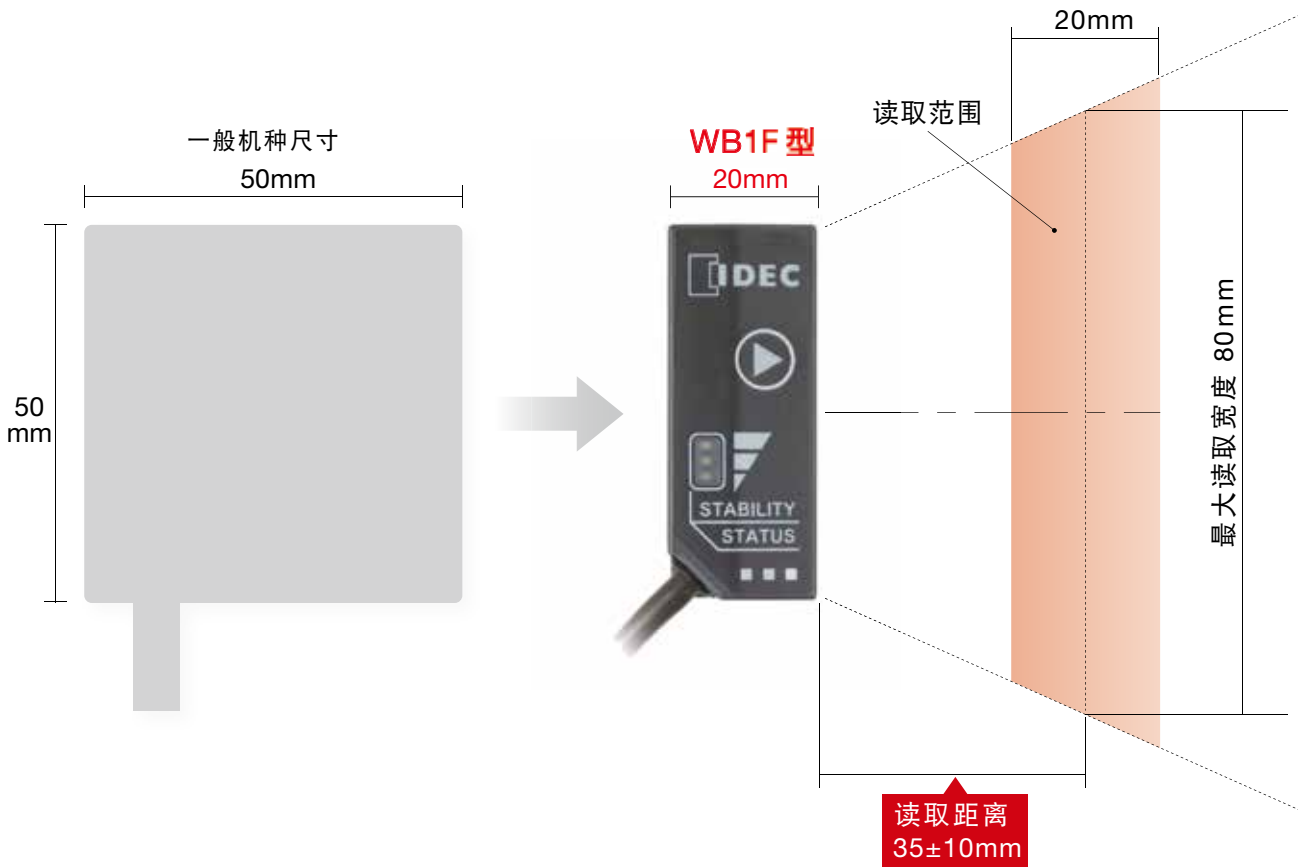 一般机种尺寸
50mm
50
mm
WB1F 型
20mm
IDEC
STABILITY
STATUS
读取范围
20mm
最大读取宽度 80mm
读取距离
35±10mm